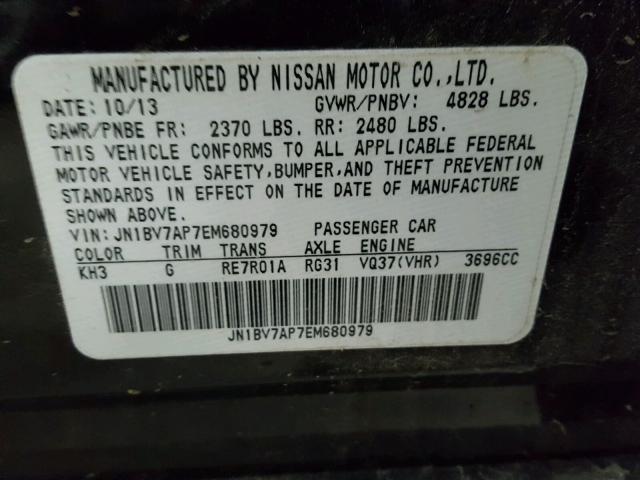 MANUFACTURED BY NISSAN MOTOR CO.,LTD.
DATE: 10/13 GVWR/PNBV: 4828 LBS.
GAWR/PNBE FR: 2370 LBS. RR: 2480 LBS.
THIS VEHICLE CONFORMS TO ALL APPLICABLE FEDERAL
MOTOR VEHICLE SAFETY,BUMPER,AND THEFT PREVENTION
STANDARDS IN EFFECT ON THE DATE OF MANUFACTURE
SHOWN ABOVE.
VIN:JN1BV7AP7EM680979 PASSENGER CAR
COLOR TRIM TRANS AXLE ENGINE
KH3 G RE7R01A RG31 VQ37(VHR) 3696CC
JN1BV7AP7EM680979